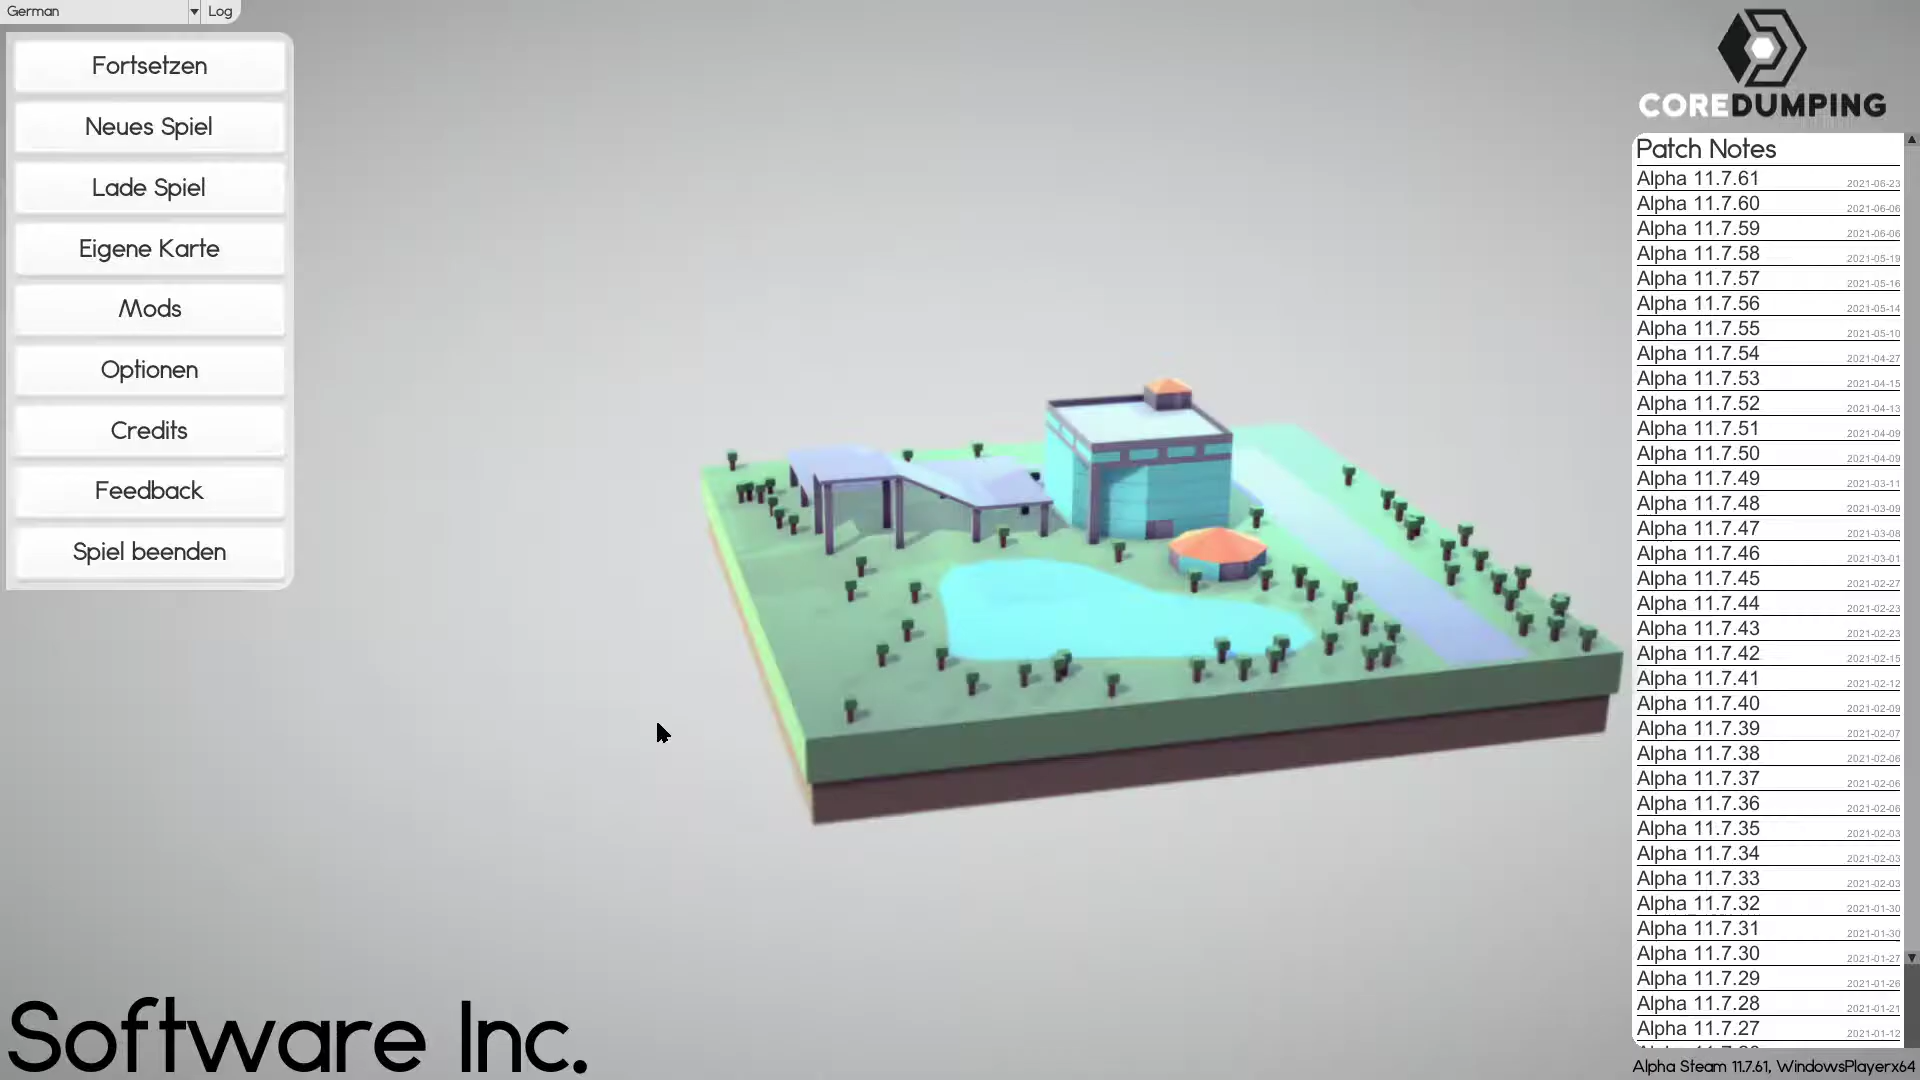 German
Log
Fortsetzen
Neues Spiel
Lade Spiel
Eigene Karte
Mods
Optionen
Credits
Feedback
Spiel beenden
Software Inc.
COREDUMPING
Patch Notes
Alpha 11.7.61 2021-06-23
Alpha 11.7.60 2021-06-06
Alpha 11.7.59 2021-06-06
Alpha 11.7.58 2021-05-19
Alpha 11.7.57 2021-05-16
Alpha 11.7.56 2021-05-14
Alpha 11.7.55 2021-05-10
Alpha 11.7.54 2021-04-27
Alpha 11.7.53 2021-04-15
Alpha 11.7.52 2021-04-13
Alpha 11.7.51 2021-04-09
Alpha 11.7.50 2021-04-09
Alpha 11.7.49 2021-03-11
Alpha 11.7.48 2021-03-09
Alpha 11.7.47 2021-03-08
Alpha 11.7.46 2021-03-01
Alpha 11.7.45 2021-02-27
Alpha 11.7.44 2021-02-23
Alpha 11.7.43 2021-02-23
Alpha 11.7.42 2021-02-15
Alpha 11.7.41 2021-02-12
Alpha 11.7.40 2021-02-09
Alpha 11.7.39 2021-02-07
Alpha 11.7.38 2021-02-06
Alpha 11.7.37 2021-02-06
Alpha 11.7.36 2021-02-06
Alpha 11.7.35 2021-02-03
Alpha 11.7.34 2021-02-03
Alpha 11.7.33 2021-02-03
Alpha 11.7.32 2021-01-30
Alpha 11.7.31 2021-01-30
Alpha 11.7.30 2021-01-27
Alpha 11.7.29 2021-01-26
Alpha 11.7.28 2021-01-21
Alpha 11.7.27 2021-01-12
Alpha Steam 11.7.61, WindowsPlayerx64